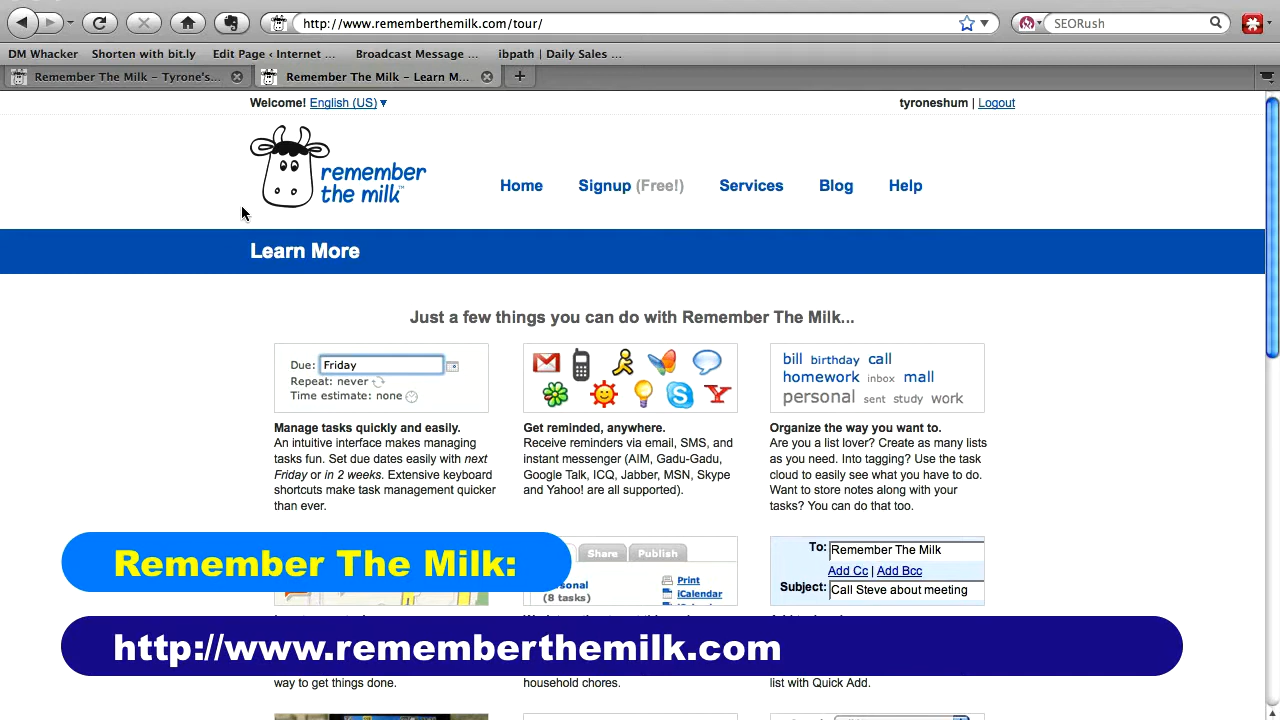 http://www.rememberthemilk.com/tour/
SEORush
DM Whacker Shorten with bit.ly Edit Page ‹ Internet ... Broadcast Message ... ibpath | Daily Sales ...
Remember The Milk – Tyrone's... Remember The Milk – Learn M...
Welcome! English (US) ▾ tyroneshum | Logout
remember
the milk™
Home Signup (Free!) Services Blog Help
Learn More
Just a few things you can do with Remember The Milk...
Due: Friday
Repeat: never
Time estimate: none
Manage tasks quickly and easily.
An intuitive interface makes managing
tasks fun. Set due dates easily with next
Friday or in 2 weeks. Extensive keyboard
shortcuts make task management quicker
than ever.
Get reminded, anywhere.
Receive reminders via email, SMS, and
instant messenger (AIM, Gadu-Gadu,
Google Talk, ICQ, Jabber, MSN, Skype
and Yahoo! are all supported).
bill birthday call
homework inbox mall
personal sent study work
Organize the way you want to.
Are you a list lover? Create as many lists
as you need. Into tagging? Use the task
cloud to easily see what you have to do.
Want to store notes along with your
tasks? You can do that too.
Share Publish
(8 tasks)
Print
iCalendar
To: Remember The Milk
Add Cc | Add Bcc
Subject: Call Steve about meeting
Remember The Milk:
http://www.rememberthemilk.com
way to get things done.
household chores.
list with Quick Add.